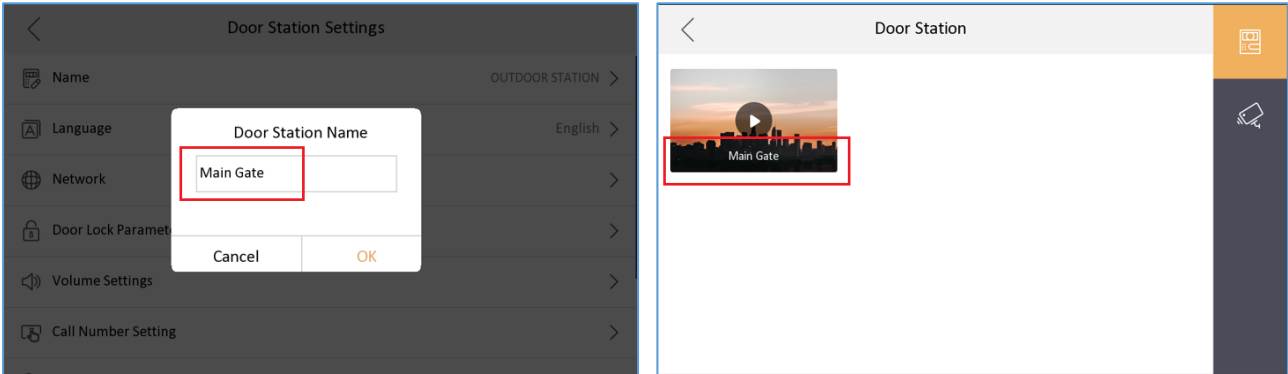 Door Station Settings
Name
OUTDOOR STATION
Language
English
Network
Door Lock Paramet
Volume Settings
Call Number Setting
Door Station Name
Main Gate
Cancel
OK
Door Station
Main Gate